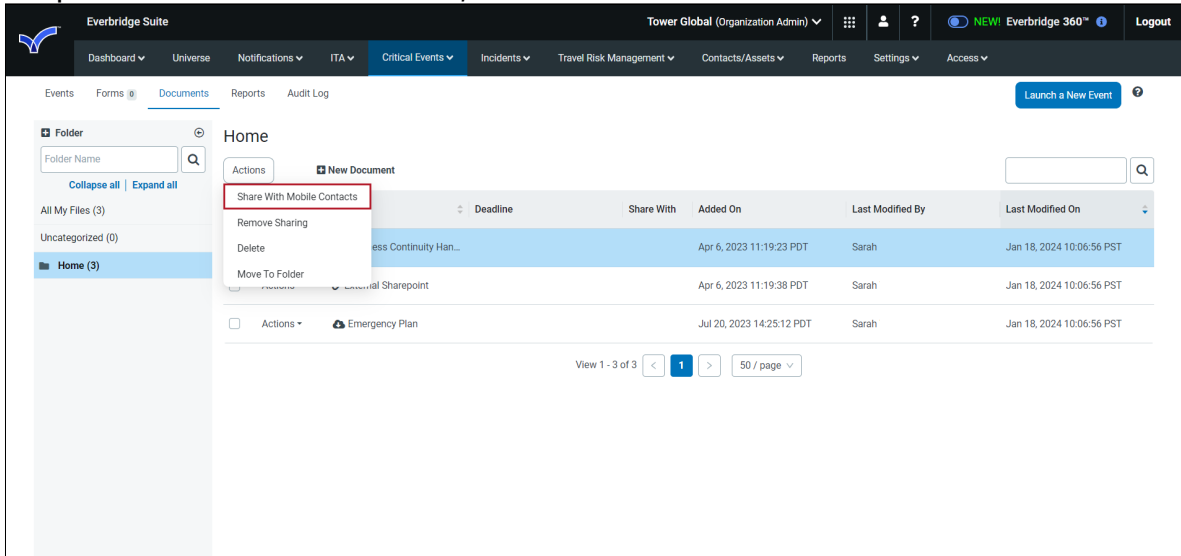 Everbridge Suite
Tower Global (Organization Admin)
?
NEW! Everbridge 360™
Logout
Dashboard Universe Notifications ITA Critical Events Incidents Travel Risk Management Contacts/Assets Reports Settings Access
Events Forms 0 Documents Reports Audit Log
Launch a New Event
Folder
Home
Folder Name
Actions New Document
Collapse all | Expand all
Share With Mobile Contacts
Deadline Share With Added On Last Modified By Last Modified On
All My Files (3)
Remove Sharing
Uncategorized (0)
Delete
ess Continuity Han... Apr 6, 2023 11:19:23 PDT Sarah Jan 18, 2024 10:06:56 PST
Home (3)
Move To Folder
Actions External Sharepoint Apr 6, 2023 11:19:38 PDT Sarah Jan 18, 2024 10:06:56 PST
Actions Emergency Plan Jul 20, 2023 14:25:12 PDT Sarah Jan 18, 2024 10:06:56 PST
View 1 - 3 of 3 < 1 > 50 / page